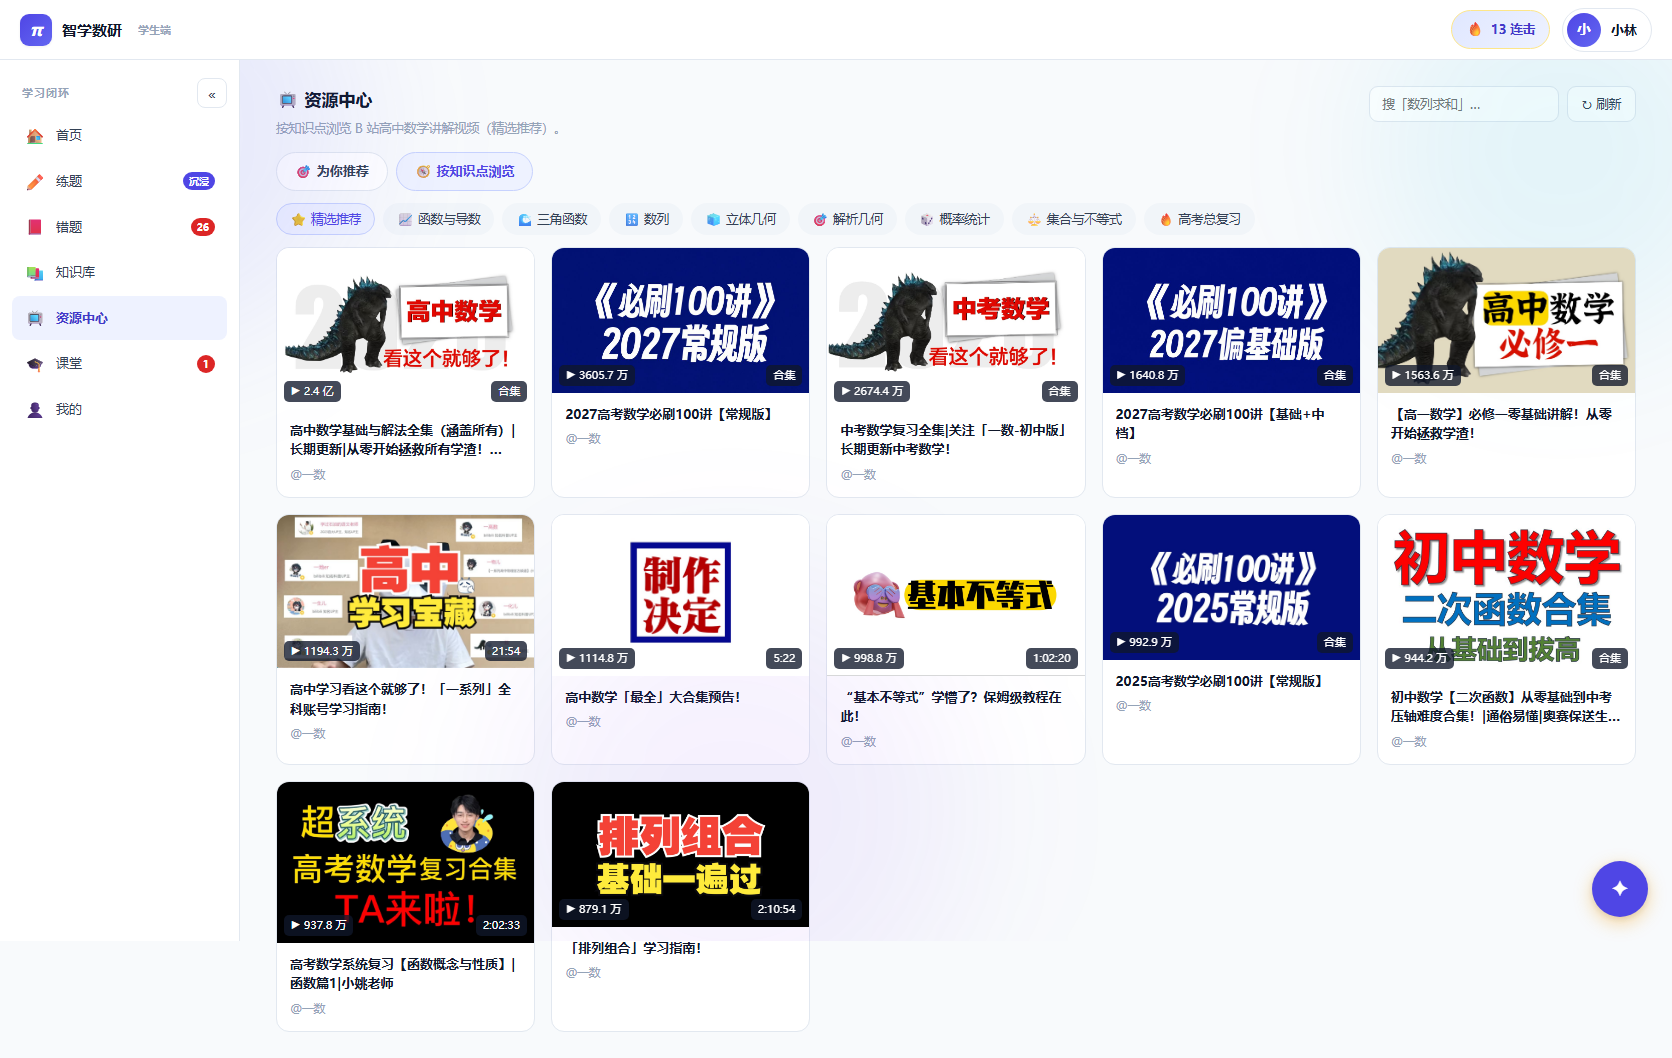 π 智学数研 学生端
🔥 13 连击
小 小林
学习闭环
«
首页
练题 沉浸
错题 26
知识库
资源中心
课堂 1
我的
资源中心
按知识点浏览 B 站高中数学讲解视频（精选推荐）。
搜「数列求和」...
↻ 刷新
为你推荐
按知识点浏览
精选推荐
函数与导数
三角函数
数列
立体几何
解析几何
概率统计
集合与不等式
高考总复习
高中数学
看这个就够了！
▶ 2.4 亿
合集
高中数学基础与解法全集（涵盖所有）|
长期更新|从零开始拯救所有学渣！...
@一数
《必刷100讲》
2027常规版
▶ 3605.7 万
合集
2027高考数学必刷100讲【常规版】
@一数
中考数学
看这个就够了！
▶ 2674.4 万
合集
中考数学复习全集|关注「一数-初中版」
长期更新中考数学！
@一数
《必刷100讲》
2027偏基础版
▶ 1640.8 万
合集
2027高考数学必刷100讲【基础+中
档】
@一数
高中数学
必修一
▶ 1563.6 万
合集
【高一数学】必修一零基础讲解！从零
开始拯救学渣！
@一数
高中
学习宝藏
▶ 1194.3 万
21:54
高中学习看这个就够了！「一系列」全
科账号学习指南！
@一数
制作
决定
▶ 1114.8 万
5:22
高中数学「最全」大合集预告！
@一数
基本不等式
▶ 998.8 万
1:02:20
“基本不等式”学懵了？保姆级教程在
此！
@一数
《必刷100讲》
2025常规版
▶ 992.9 万
合集
2025高考数学必刷100讲【常规版】
@一数
初中数学
二次函数合集
从基础到拔高
▶ 944.2 万
合集
初中数学【二次函数】从零基础到中考
压轴难度合集！|通俗易懂|奥赛保送生...
@一数
超系统
高考数学复习合集
TA来啦！
▶ 937.8 万
2:02:33
高考数学系统复习【函数概念与性质】|
函数篇1|小姚老师
@一数
排列组合
基础一遍过
▶ 879.1 万
2:10:54
「排列组合」学习指南！
@一数